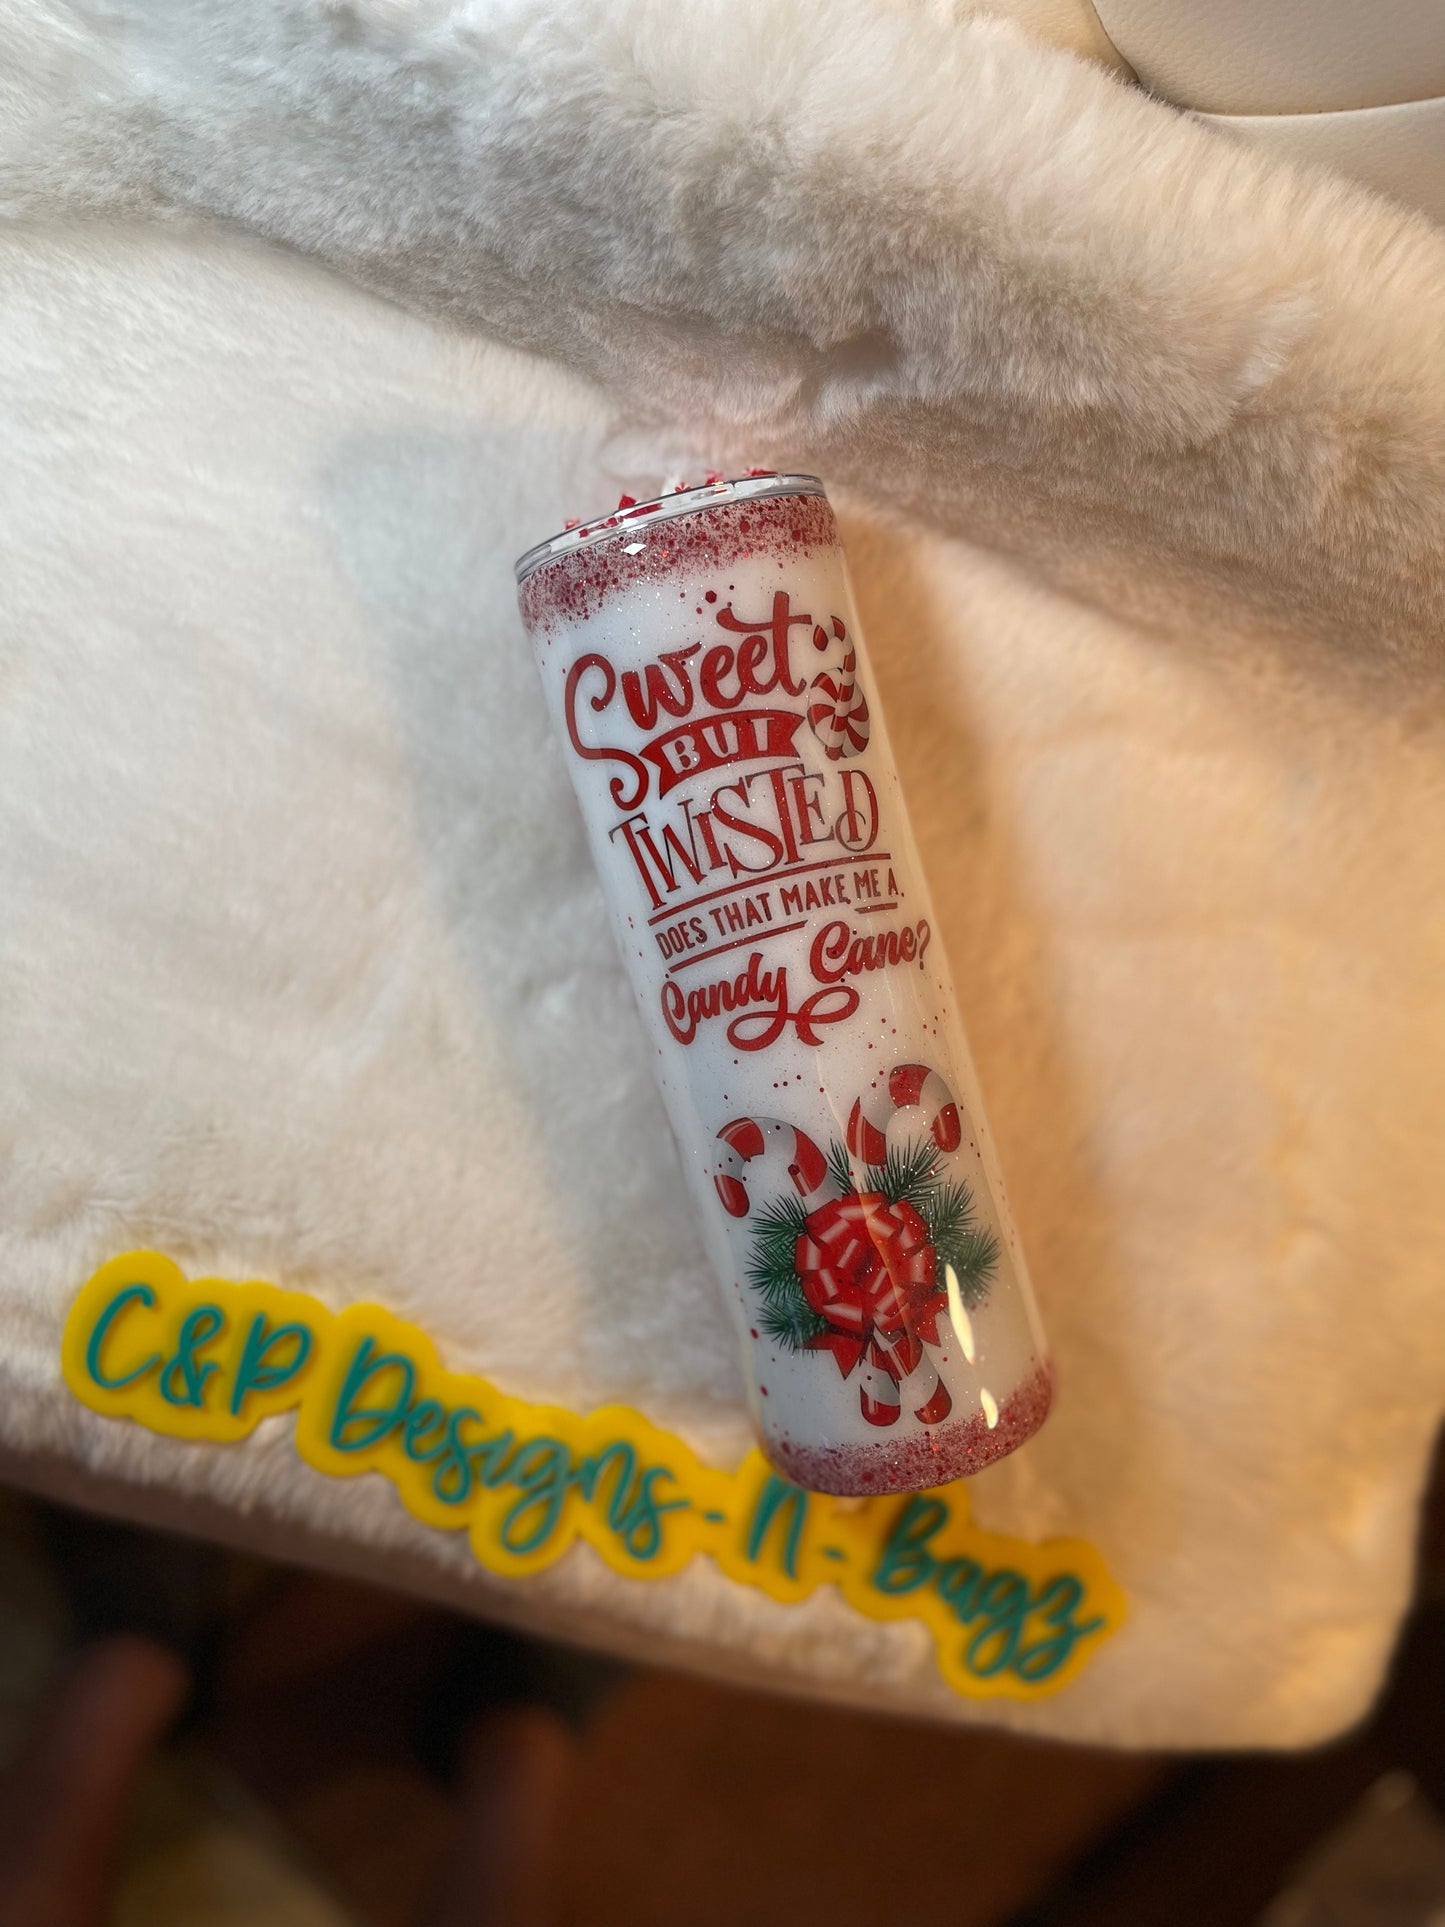 Sweet
BUT
TWISTED
DOES THAT MAKE ME A
Candy Cane?
C&P Designs-N-Bagz